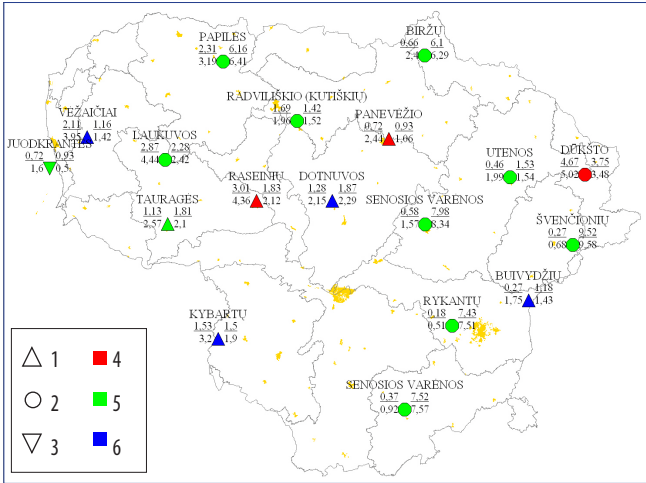 PAPILĖS
2,31 6,16
3,19 6,41
BIRŽŲ
0,66 6,1
2,4 6,29
RADVILIŠKIO (KUTIŠKIŲ)
1,69 1,42
1,96 1,52
VĖŽAIČIAI
2,11 1,16
3,95 1,42
PANEVĖŽIO
0,72 0,93
2,44 1,06
JUODKRANTĖS
0,72 0,93
1,6 0,5
LAUKUVOS
2,87 2,28
4,44 2,42
UTENOS
0,46 1,53
1,99 1,54
DŪKŠTO
4,67 3,75
5,02 3,48
RASEINIŲ
3,01 1,83
4,36 2,12
DOTNUVOS
1,28 1,87
2,15 2,29
TAURAGĖS
1,13 1,81
2,57 2,1
SENOSIOS VARĖNOS
0,58 7,98
1,57 8,34
ŠVENČIONIŲ
0,27 9,52
0,68 9,58
BUIVYDŽIŲ
0,27 1,18
1,75 1,43
KYBARTŲ
1,53 1,5
3,2 1,9
RYKANTŲ
0,18 7,43
0,51 7,51
SENOSIOS VARĖNOS
0,37 7,52
0,92 7,57
1 4
2 5
3 6